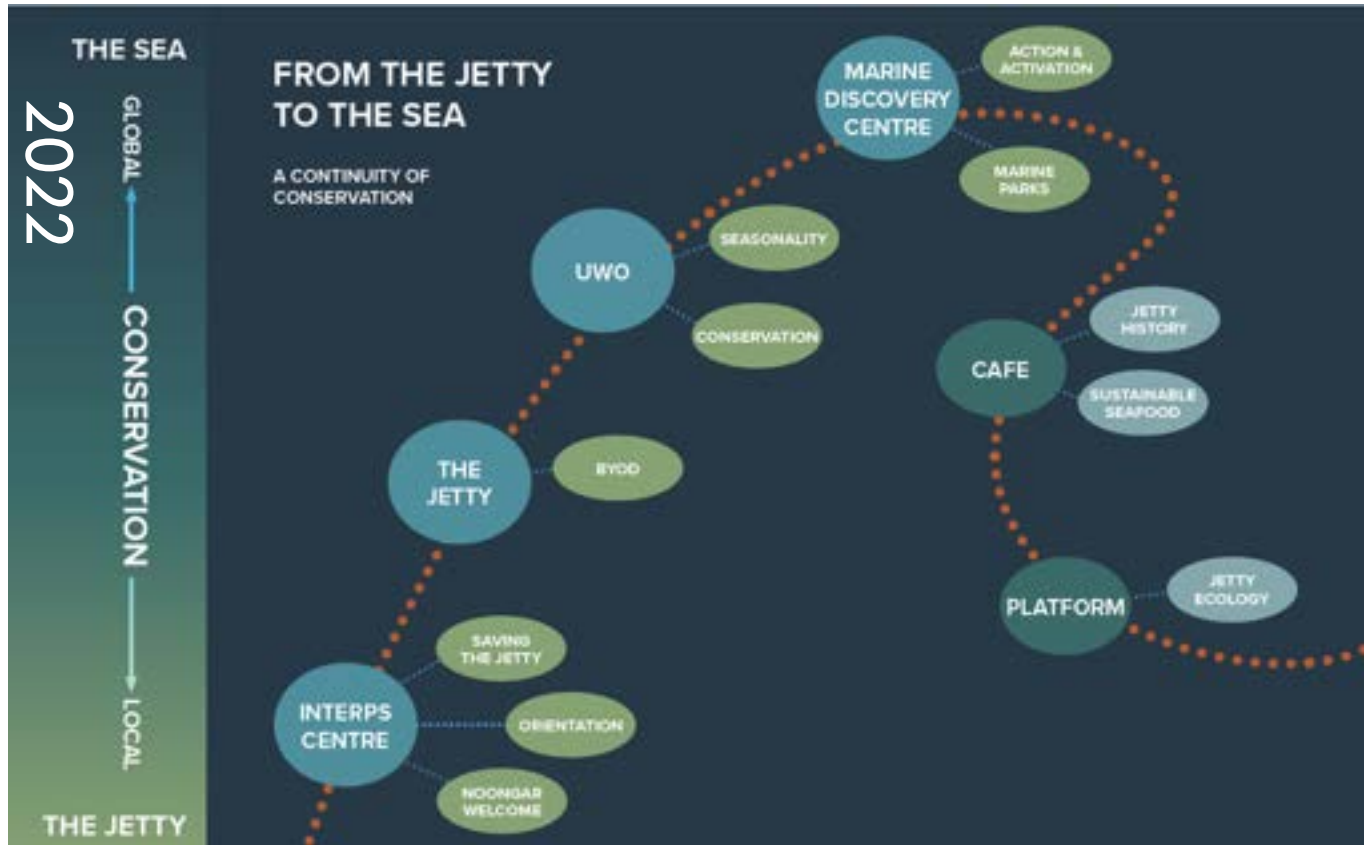 THE SEA
2022
GLOBAL
CONSERVATION
LOCAL
THE JETTY
FROM THE JETTY
TO THE SEA
A CONTINUITY OF
CONSERVATION
MARINE
DISCOVERY
CENTRE
ACTION &
ACTIVATION
MARINE
PARKS
UWO
SEASONALITY
CONSERVATION
CAFE
JETTY
HISTORY
SUSTAINABLE
SEAFOOD
THE
JETTY
BYOD
PLATFORM
JETTY
ECOLOGY
INTERPS
CENTRE
SAVING
THE JETTY
ORIENTATION
NOONGAR
WELCOME